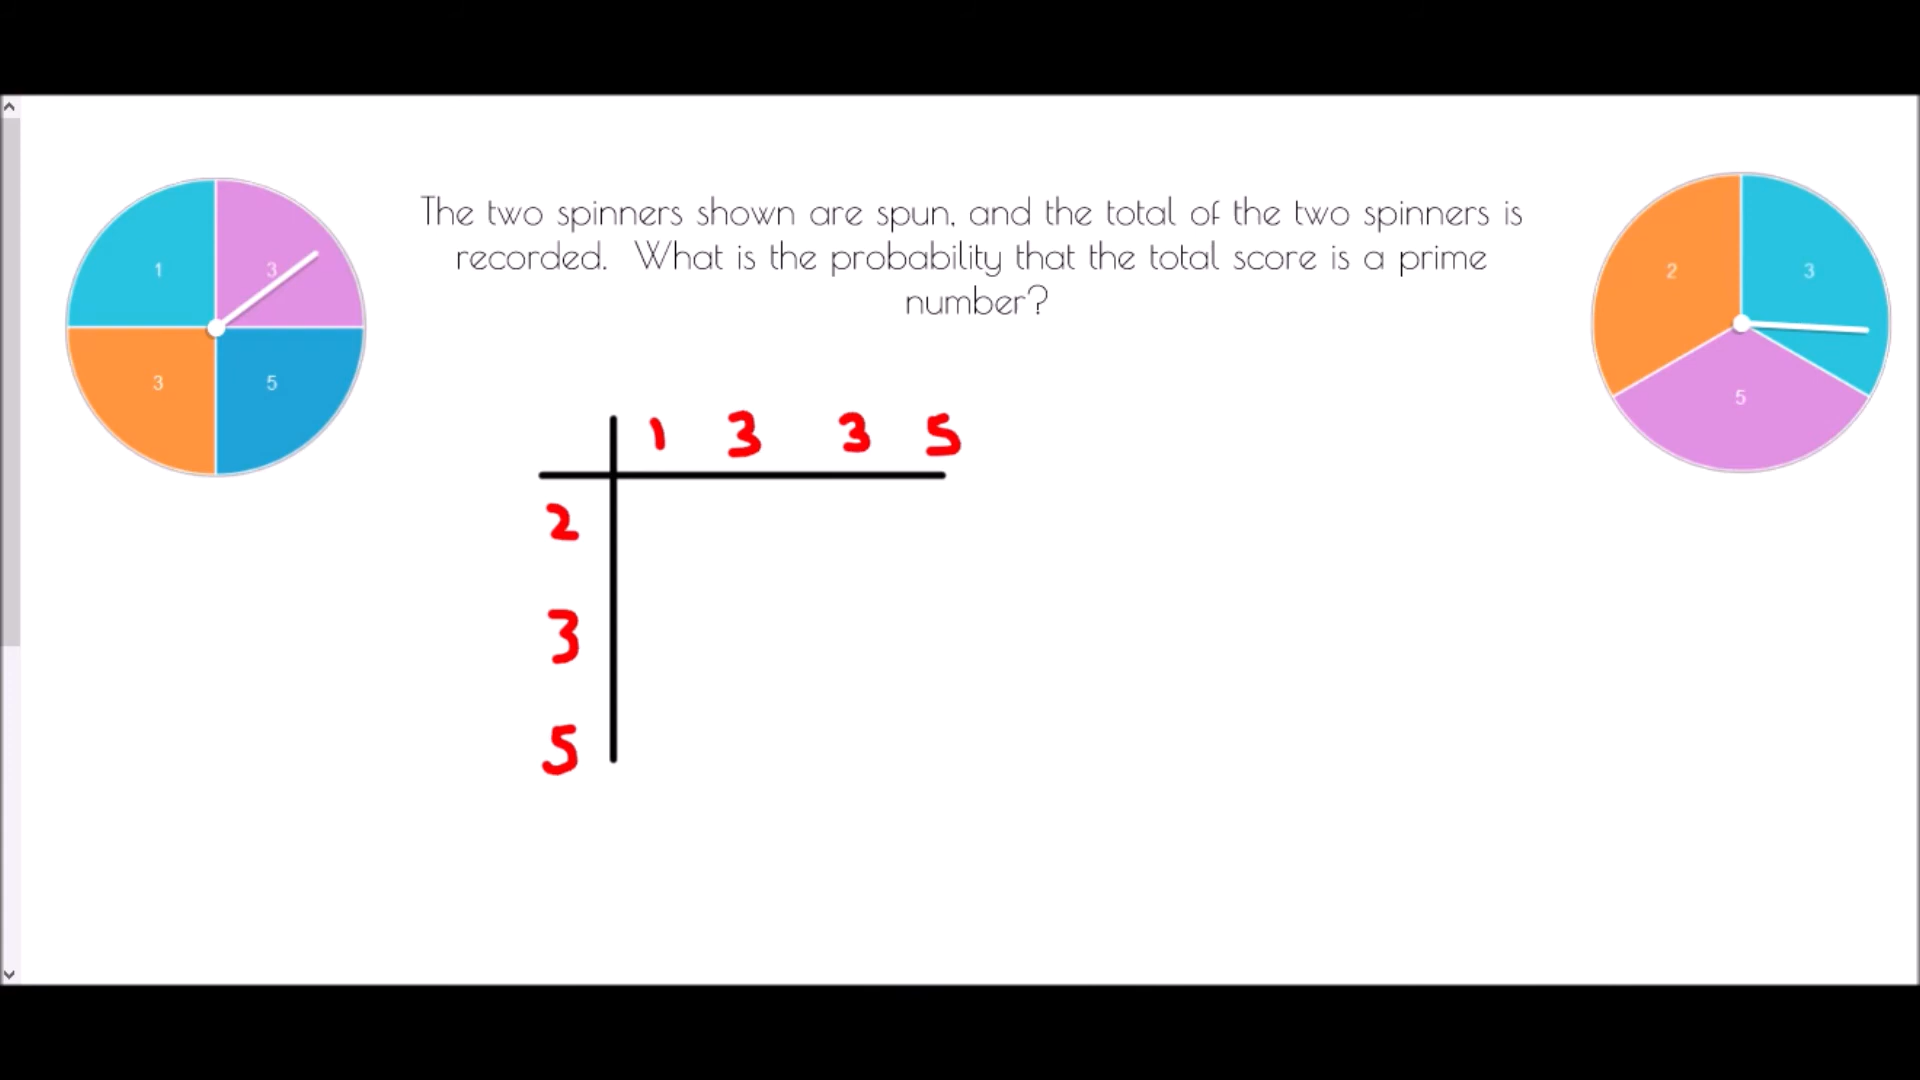 The two spinners shown are spun, and the total of the two spinners is
recorded. What is the probability that the total score is a prime
number?
1 3
3 5
2 3
5
1 3 3 5
2
3
5